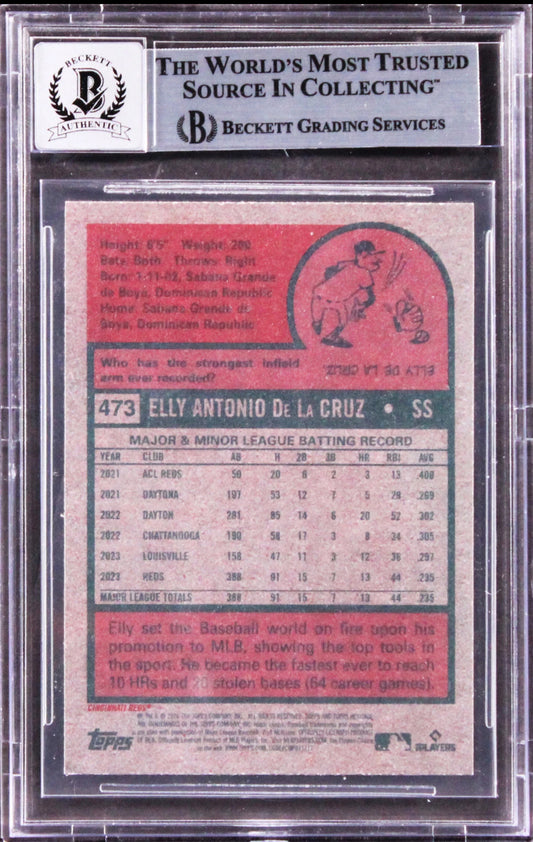 BECKETT
B
AUTHENTIC
THE WORLD'S MOST TRUSTED
SOURCE IN COLLECTING™
B BECKETT GRADING SERVICES
Height: 6'5" Weight: 200
Bats: Both Throws: Right
Born: 1-11-02, Sabana Grande
de Boya, Dominican Republic
Home: Sabana Grande de
Boya, Dominican Republic
Who has the strongest infield
arm ever recorded?
ELLY DE LA CRUZ
473 ELLY ANTONIO DE LA CRUZ • SS
MAJOR & MINOR LEAGUE BATTING RECORD
YEAR CLUB AB H 2B 3B HR RBI AVG
2021 ACL REDS 50 20 6 2 3 13 .400
2021 DAYTONA 197 53 12 7 5 29 .269
2022 DAYTON 281 85 14 6 20 52 .302
2022 CHATTANOOGA 190 58 17 3 8 34 .305
2023 LOUISVILLE 158 47 11 3 12 36 .297
2023 REDS 388 91 15 7 13 44 .235
MAJOR LEAGUE TOTALS 388 91 15 7 13 44 .235
Elly set the Baseball world on fire upon his
promotion to MLB, showing the top tools in
the sport. He became the fastest ever to reach
10 HRs and 20 stolen bases (64 career games).
CINCINNATI REDS®
topps
PLAYERS